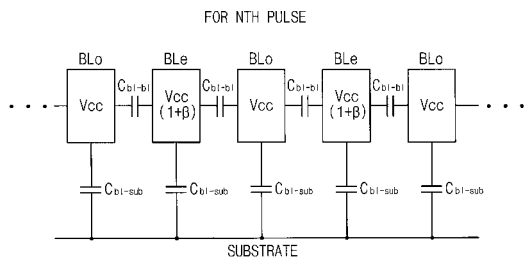 FOR NTH PULSE
BLo BLe BLo BLe BLo
Cbl-bl Cbl-bl Cbl-bl Cbl-bl
Vcc Vcc Vcc Vcc Vcc
(1+β) (1+β)
Cbl-sub Cbl-sub Cbl-sub Cbl-sub Cbl-sub
SUBSTRATE